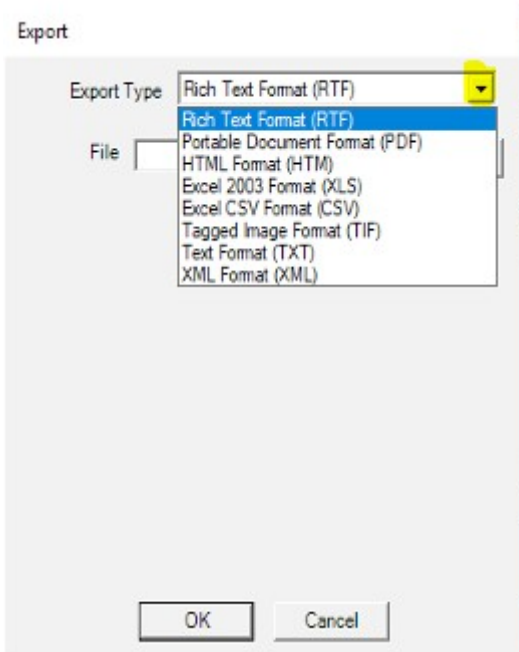 Export
Export Type Rich Text Format (RTF)
Rich Text Format (RTF)
File
Portable Document Format (PDF)
HTML Format (HTM)
Excel 2003 Format (XLS)
Excel CSV Format (CSV)
Tagged Image Format (TIF)
Text Format (TXT)
XML Format (XML)
OK Cancel